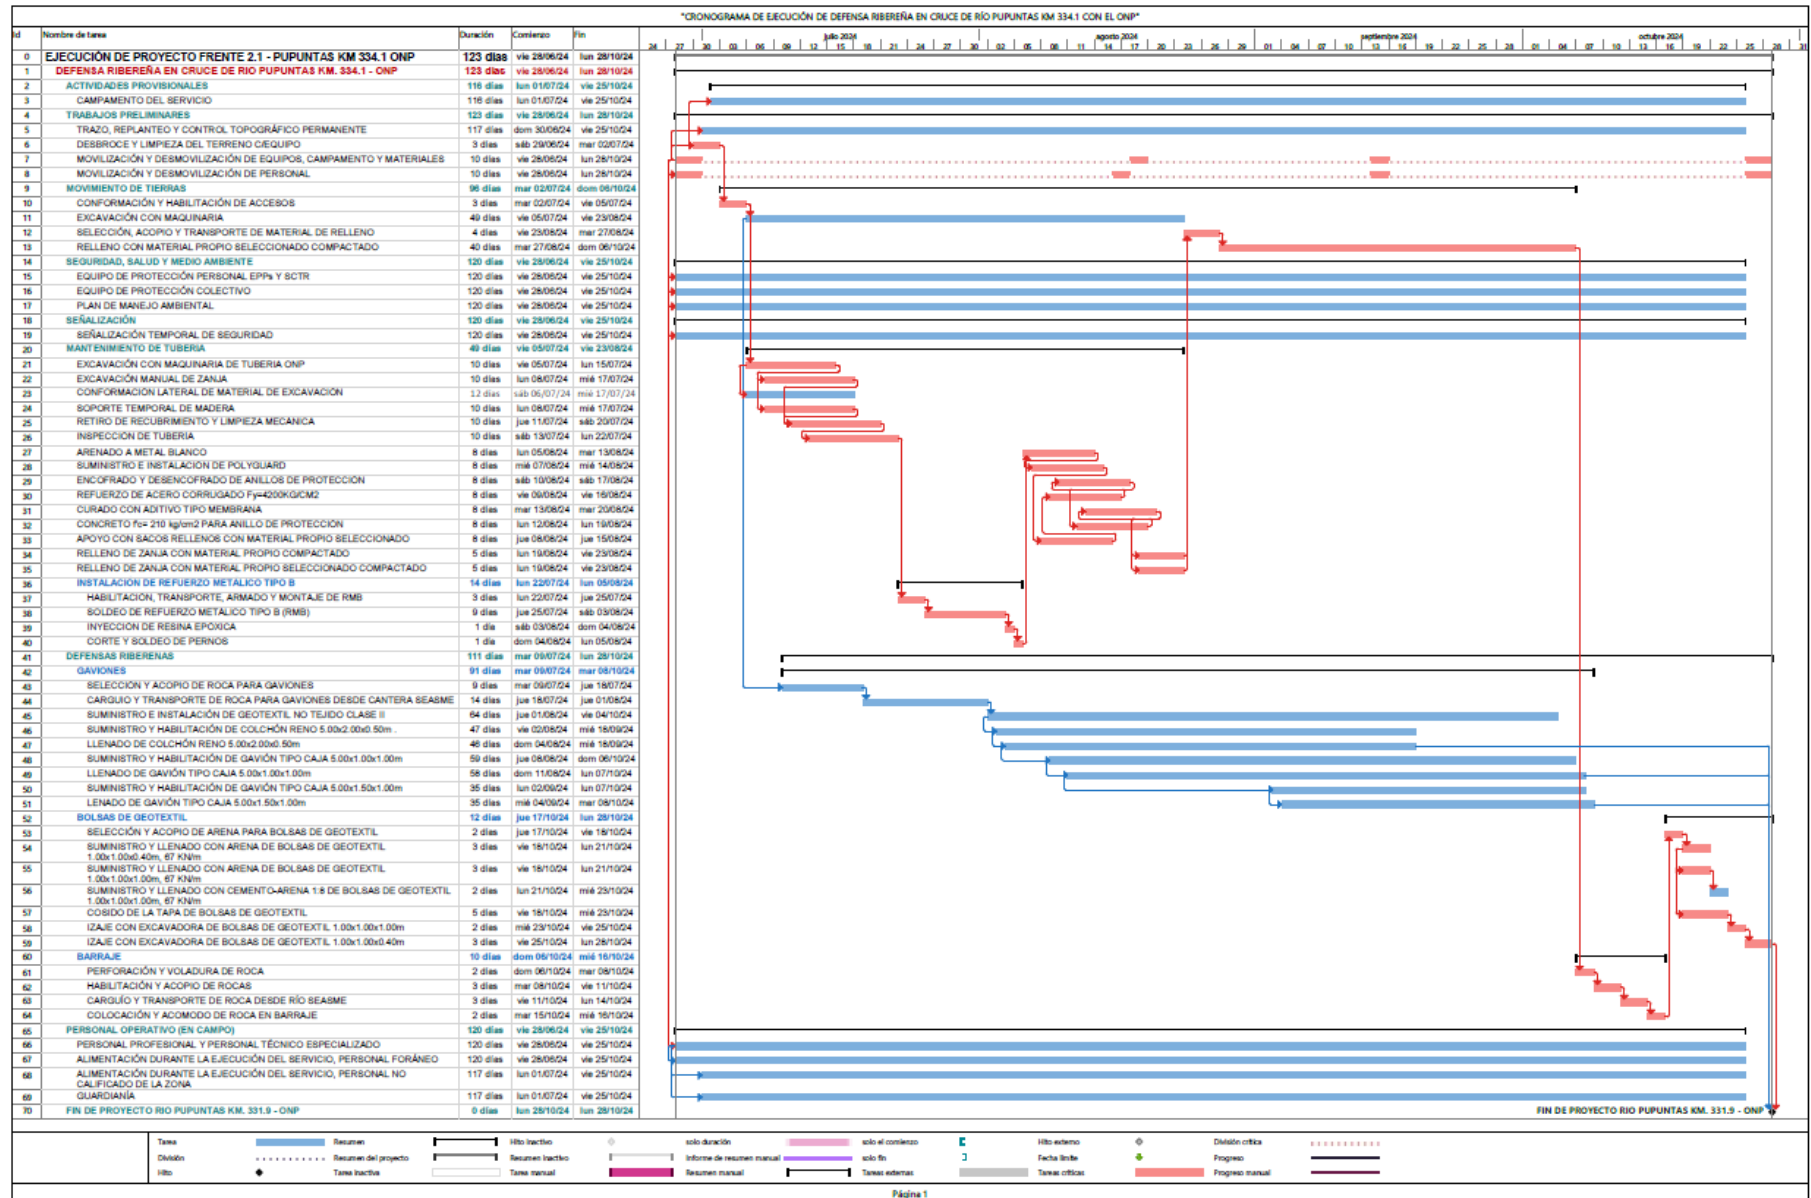 "CRONOGRAMA DE EJECUCIÓN DE DEFENSA RIBEREÑA EN CRUCE DE RÍO PUPUNTAS KM 334.1 CON EL ONP"
Id Nombre de tarea Duración Comienzo Fin julio 2024 agosto 2024 septiembre 2024 octubre 2024
24 27 30 03 06 09 12 15 18 21 24 27 30 02 05 08 11 14 17 20 23 26 29 01 04 07 10 13 16 19 22 25 28 01 04 07 10 13 16 19 22 25 28 31
0 EJECUCIÓN DE PROYECTO FRENTE 2.1 - PUPUNTAS KM 334.1 ONP 123 días vie 28/06/24 lun 28/10/24
1 DEFENSA RIBEREÑA EN CRUCE DE RIO PUPUNTAS KM. 334.1 - ONP 123 días vie 28/06/24 lun 28/10/24
2 ACTIVIDADES PROVISIONALES 116 días lun 01/07/24 vie 25/10/24
3 CAMPAMENTO DEL SERVICIO 116 días lun 01/07/24 vie 25/10/24
4 TRABAJOS PRELIMINARES 123 días vie 28/06/24 lun 28/10/24
5 TRAZO, REPLANTEO Y CONTROL TOPOGRÁFICO PERMANENTE 117 días dom 30/06/24 vie 25/10/24
6 DESBROCE Y LIMPIEZA DEL TERRENO C/EQUIPO 3 días sáb 29/06/24 mar 02/07/24
7 MOVILIZACIÓN Y DESMOVILIZACIÓN DE EQUIPOS, CAMPAMENTO Y MATERIALES 10 días vie 28/06/24 lun 28/10/24
8 MOVILIZACIÓN Y DESMOVILIZACIÓN DE PERSONAL 10 días vie 28/06/24 lun 28/10/24
9 MOVIMIENTO DE TIERRAS 96 días mar 02/07/24 dom 06/10/24
10 CONFORMACIÓN Y HABILITACIÓN DE ACCESOS 3 días mar 02/07/24 vie 05/07/24
11 EXCAVACIÓN CON MAQUINARIA 49 días vie 05/07/24 vie 23/08/24
12 SELECCIÓN, ACOPIO Y TRANSPORTE DE MATERIAL DE RELLENO 4 días vie 23/08/24 mar 27/08/24
13 RELLENO CON MATERIAL PROPIO SELECCIONADO COMPACTADO 40 días mar 27/08/24 dom 06/10/24
14 SEGURIDAD, SALUD Y MEDIO AMBIENTE 120 días vie 28/06/24 vie 25/10/24
15 EQUIPO DE PROTECCIÓN PERSONAL EPPs Y SCTR 120 días vie 28/06/24 vie 25/10/24
16 EQUIPO DE PROTECCIÓN COLECTIVO 120 días vie 28/06/24 vie 25/10/24
17 PLAN DE MANEJO AMBIENTAL 120 días vie 28/06/24 vie 25/10/24
18 SEÑALIZACIÓN 120 días vie 28/06/24 vie 25/10/24
19 SEÑALIZACIÓN TEMPORAL DE SEGURIDAD 120 días vie 28/06/24 vie 25/10/24
20 MANTENIMIENTO DE TUBERIA 49 días vie 05/07/24 vie 23/08/24
21 EXCAVACIÓN CON MAQUINARIA DE TUBERIA ONP 10 días vie 05/07/24 lun 15/07/24
22 EXCAVACIÓN MANUAL DE ZANJA 10 días lun 08/07/24 mié 17/07/24
23 CONFORMACION LATERAL DE MATERIAL DE EXCAVACION 12 días sáb 06/07/24 mié 17/07/24
24 SOPORTE TEMPORAL DE MADERA 10 días lun 08/07/24 mié 17/07/24
25 RETIRO DE RECUBRIMIENTO Y LIMPIEZA MECANICA 10 días jue 11/07/24 sáb 20/07/24
26 INSPECCION DE TUBERIA 10 días sáb 13/07/24 lun 22/07/24
27 ARENADO A METAL BLANCO 8 días lun 05/08/24 mar 13/08/24
28 SUMINISTRO E INSTALACION DE POLYGUARD 8 días mié 07/08/24 mié 14/08/24
29 ENCOFRADO Y DESENCOFRADO DE ANILLOS DE PROTECCIÓN 8 días sáb 10/08/24 sáb 17/08/24
30 REFUERZO DE ACERO CORRUGADO Fy=4200KG/CM2 8 días vie 09/08/24 vie 16/08/24
31 CURADO CON ADITIVO TIPO MEMBRANA 8 días mar 13/08/24 mar 20/08/24
32 CONCRETO f'c= 210 kg/cm2 PARA ANILLO DE PROTECCIÓN 8 días lun 12/08/24 lun 19/08/24
33 APOYO CON SACOS RELLENOS CON MATERIAL PROPIO SELECCIONADO 8 días jue 08/08/24 jue 15/08/24
34 RELLENO DE ZANJA CON MATERIAL PROPIO COMPACTADO 5 días lun 19/08/24 vie 23/08/24
35 RELLENO DE ZANJA CON MATERIAL PROPIO SELECCIONADO COMPACTADO 5 días lun 19/08/24 vie 23/08/24
36 INSTALACION DE REFUERZO METÁLICO TIPO B 14 días lun 22/07/24 lun 05/08/24
37 HABILITACION, TRANSPORTE, ARMADO Y MONTAJE DE RMB 3 días lun 22/07/24 jue 25/07/24
38 SOLDEO DE REFUERZO METÁLICO TIPO B (RMB) 9 días jue 25/07/24 sáb 03/08/24
39 INYECCION DE RESINA EPOXICA 1 día sáb 03/08/24 dom 04/08/24
40 CORTE Y SOLDEO DE PERNOS 1 día dom 04/08/24 lun 05/08/24
41 DEFENSAS RIBEREÑAS 111 días mar 09/07/24 lun 28/10/24
42 GAVIONES 91 días mar 09/07/24 mar 08/10/24
43 SELECCIÓN Y ACOPIO DE ROCA PARA GAVIONES 9 días mar 09/07/24 jue 18/07/24
44 CARGUIO Y TRANSPORTE DE ROCA PARA GAVIONES DESDE CANTERA SEASME 14 días jue 18/07/24 jue 01/08/24
45 SUMINISTRO E INSTALACIÓN DE GEOTEXTIL NO TEJIDO CLASE II 64 días jue 01/08/24 vie 04/10/24
46 SUMINISTRO Y HABILITACIÓN DE COLCHÓN RENO 5.00x2.00x0.50m . 47 días vie 02/08/24 mié 18/09/24
47 LLENADO DE COLCHÓN RENO 5.00x2.00x0.50m 46 días dom 04/08/24 mié 18/09/24
48 SUMINISTRO Y HABILITACIÓN DE GAVIÓN TIPO CAJA 5.00x1.00x1.00m 59 días jue 08/08/24 dom 06/10/24
49 LLENADO DE GAVIÓN TIPO CAJA 5.00x1.00x1.00m 58 días dom 11/08/24 lun 07/10/24
50 SUMINISTRO Y HABILITACIÓN DE GAVIÓN TIPO CAJA 5.00x1.50x1.00m 35 días lun 02/09/24 lun 07/10/24
51 LENADO DE GAVIÓN TIPO CAJA 5.00x1.50x1.00m 35 días mié 04/09/24 mar 08/10/24
52 BOLSAS DE GEOTEXTIL 12 días jue 17/10/24 lun 28/10/24
53 SELECCIÓN Y ACOPIO DE ARENA PARA BOLSAS DE GEOTEXTIL 2 días jue 17/10/24 vie 18/10/24
54 SUMINISTRO Y LLENADO CON ARENA DE BOLSAS DE GEOTEXTIL 3 días vie 18/10/24 lun 21/10/24
1.00x1.00x0.40m, 67 KN/m
55 SUMINISTRO Y LLENADO CON ARENA DE BOLSAS DE GEOTEXTIL 3 días vie 18/10/24 lun 21/10/24
1.00x1.00x1.00m, 67 KN/m
56 SUMINISTRO Y LLENADO CON CEMENTO-ARENA 1:8 DE BOLSAS DE GEOTEXTIL 2 días lun 21/10/24 mié 23/10/24
1.00x1.00x1.00m, 67 KN/m
57 COSIDO DE LA TAPA DE BOLSAS DE GEOTEXTIL 5 días vie 18/10/24 mié 23/10/24
58 IZAJE CON EXCAVADORA DE BOLSAS DE GEOTEXTIL 1.00x1.00x1.00m 2 días mié 23/10/24 vie 25/10/24
59 IZAJE CON EXCAVADORA DE BOLSAS DE GEOTEXTIL 1.00x1.00x0.40m 3 días vie 25/10/24 lun 28/10/24
60 BARRAJE 10 días dom 06/10/24 mié 16/10/24
61 PERFORACIÓN Y VOLADURA DE ROCA 2 días dom 06/10/24 mar 08/10/24
62 HABILITACIÓN Y ACOPIO DE ROCAS 3 días mar 08/10/24 vie 11/10/24
63 CARGUÍO Y TRANSPORTE DE ROCA DESDE RÍO SEASME 3 días vie 11/10/24 lun 14/10/24
64 COLOCACIÓN Y ACOMODO DE ROCA EN BARRAJE 2 días mar 15/10/24 mié 16/10/24
65 PERSONAL OPERATIVO (EN CAMPO) 120 días vie 28/06/24 vie 25/10/24
66 PERSONAL PROFESIONAL Y PERSONAL TÉCNICO ESPECIALIZADO 120 días vie 28/06/24 vie 25/10/24
67 ALIMENTACIÓN DURANTE LA EJECUCIÓN DEL SERVICIO, PERSONAL FORÁNEO 120 días vie 28/06/24 vie 25/10/24
68 ALIMENTACIÓN DURANTE LA EJECUCIÓN DEL SERVICIO, PERSONAL NO 117 días lun 01/07/24 vie 25/10/24
CALIFICADO DE LA ZONA
69 GUARDIANÍA 117 días lun 01/07/24 vie 25/10/24
70 FIN DE PROYECTO RIO PUPUNTAS KM. 331.9 - ONP 0 días lun 28/10/24 lun 28/10/24 FIN DE PROYECTO RIO PUPUNTAS KM. 331.9 - ONP
Tarea Resumen Hito inactivo solo duración solo el comienzo Hito externo División crítica
División Resumen del proyecto Resumen inactivo Informe de resumen manual solo fin Fecha límite Progreso
Hito Tarea inactiva Tarea manual Resumen manual Tareas externas Tareas críticas Progreso manual
Página 1